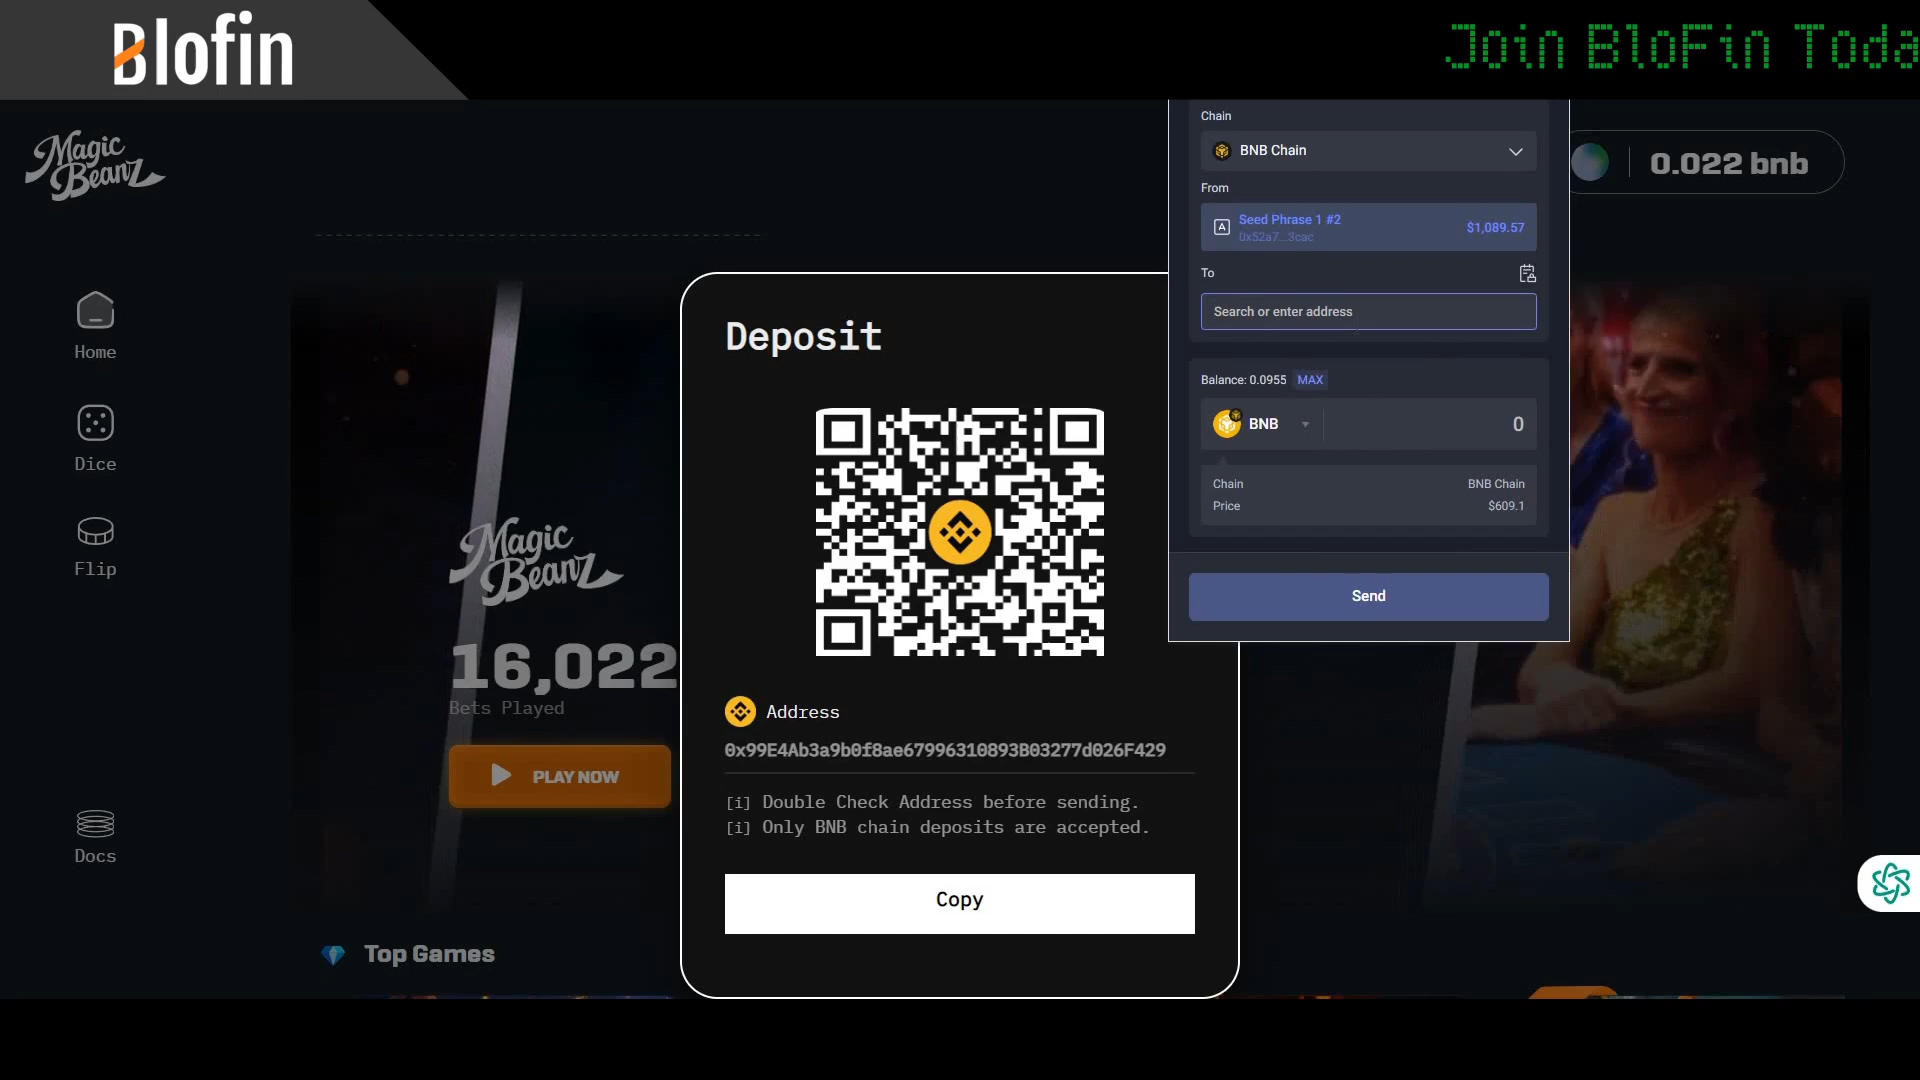 Blofin
Join BloFin Toda
Magic
Beanz
0.022 bnb
Home
Dice
Flip
Docs
Magic
Beanz
16,022
Bets Played
PLAY NOW
Top Games
Deposit
Address
0x99E4Ab3a9b0f8ae67996310893B03277d026F429
[i] Double Check Address before sending.
[i] Only BNB chain deposits are accepted.
Copy
Chain
BNB Chain
From
Seed Phrase 1 #2
0x52a7...3cac
$1,089.57
To
Search or enter address
Balance: 0.0955 MAX
BNB 0
Chain BNB Chain
Price $609.1
Send